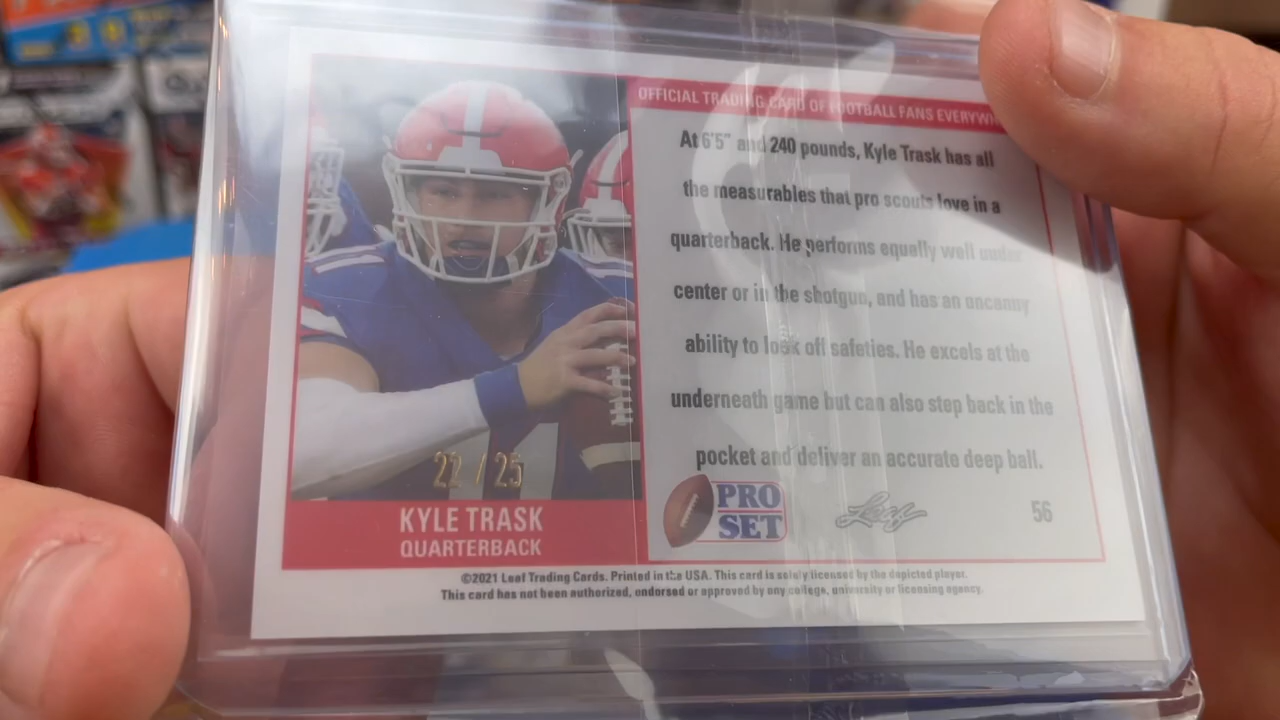 OFFICIAL TRADING CARD OF FOOTBALL FANS EVERYWH
At 6'5" and 240 pounds, Kyle Trask has all
the measurables that pro scouts love in a
quarterback. He performs equally well under
center or in the shotgun, and has an uncanny
ability to look off safeties. He excels at the
underneath game but can also step back in the
pocket and deliver an accurate deep ball.
22 / 25
KYLE TRASK
QUARTERBACK
PRO
SET
Leaf
56
©2021 Leaf Trading Cards. Printed in the USA. This card is solely licensed by the depicted player.
This card has not been authorized, endorsed or approved by any college, university or licensing agency.